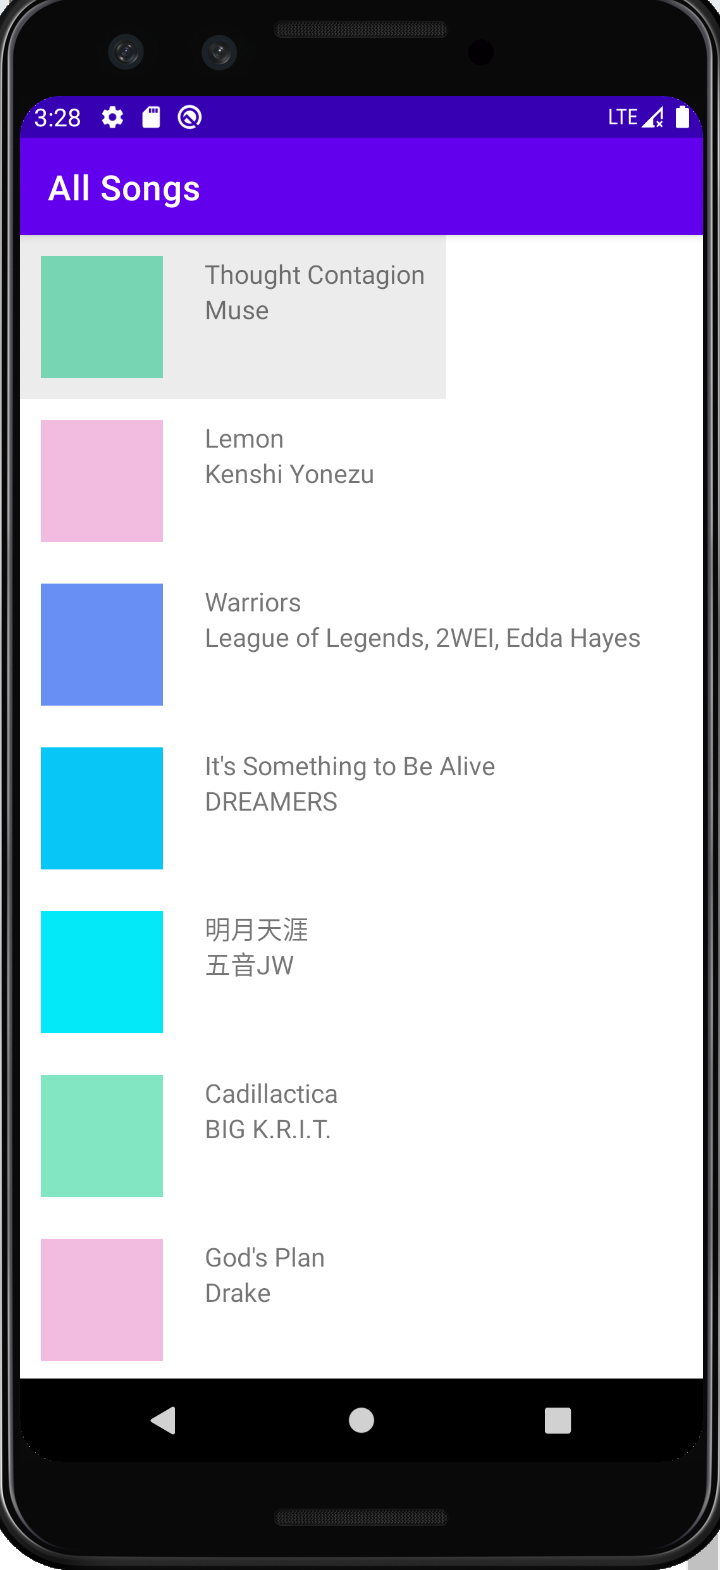 3:28
LTE
All Songs
Thought Contagion
Muse
Lemon
Kenshi Yonezu
Warriors
League of Legends, 2WEI, Edda Hayes
It's Something to Be Alive
DREAMERS
明月天涯
五音JW
Cadillactica
BIG K.R.I.T.
God's Plan
Drake